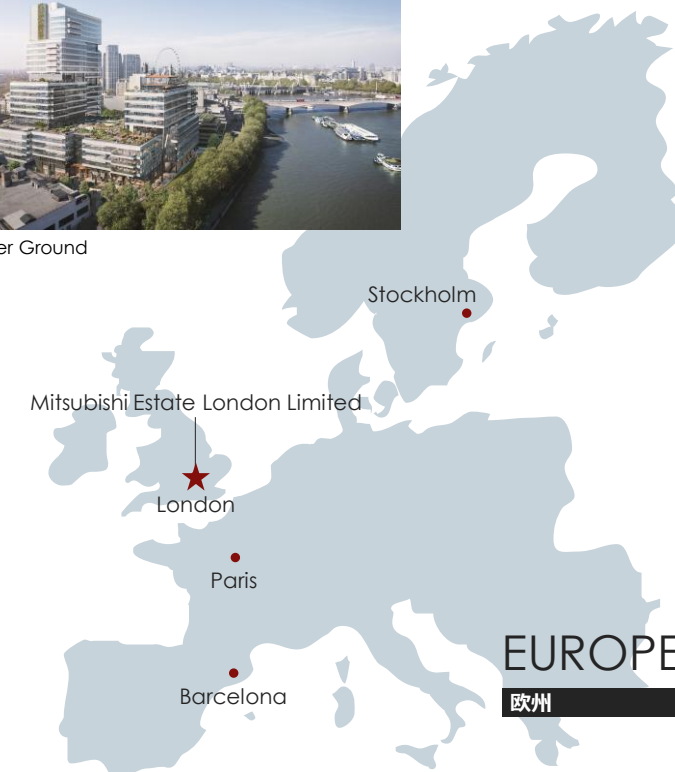 er Ground
Stockholm
Mitsubishi Estate London Limited
London
Paris
Barcelona
EUROPE
欧州